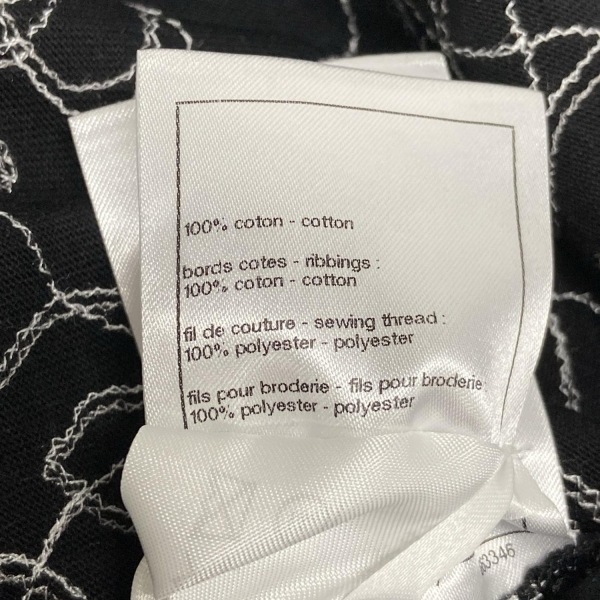 100% coton - cotton
bords cotes - ribbings :
100% coton - cotton
fil de couture - sewing thread :
100% polyester - polyester
fils pour broderie - fils pour broderie:
100% polyester - polyester